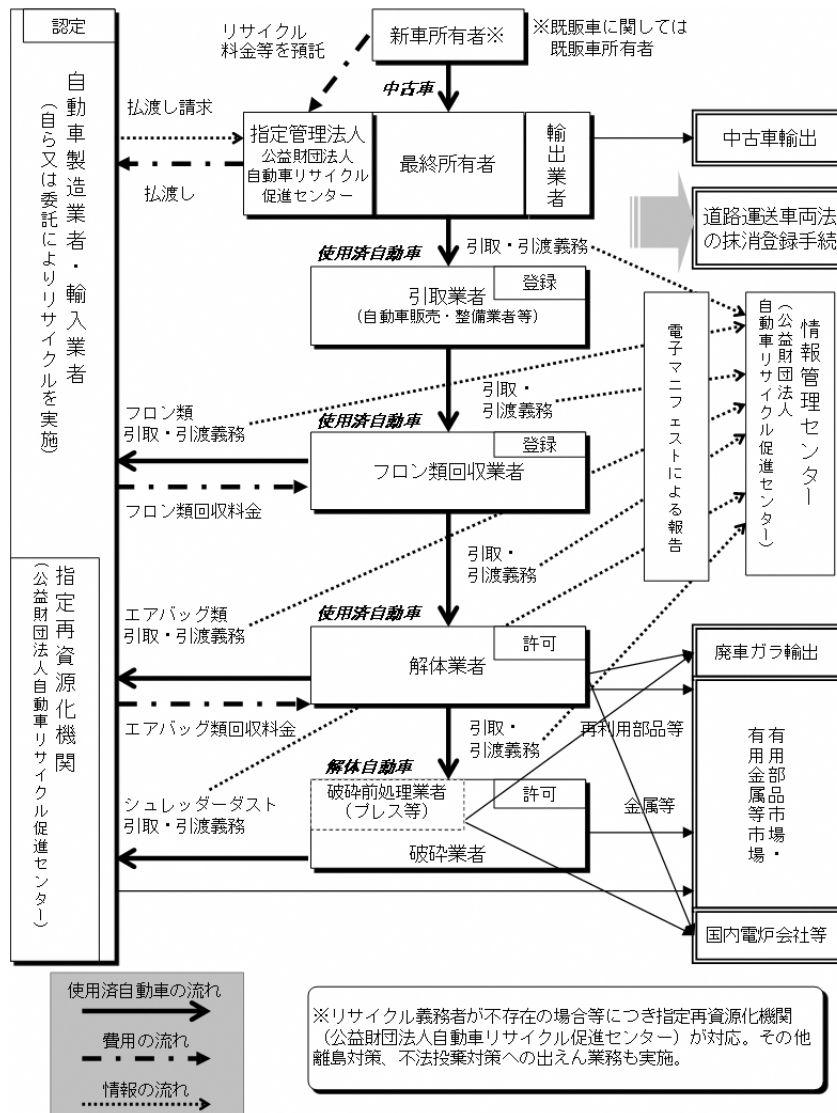 認定
自動車製造業者・輸入業者
（自ら又は委託によりリサイクルを実施）
リサイクル
料金等を預託
新車所有者※
※既販車に関しては
既販車所有者
中古車
払渡し請求
払渡し
指定管理法人
公益財団法人
自動車リサイクル
促進センター
最終所有者
輸出業者
中古車輸出
道路運送車両法
の抹消登録手続
使用済自動車
引取・引渡義務
登録
引取業者
（自動車販売・整備業者等）
電子マニフェストによる報告
情報管理センター
（公益財団法人
自動車リサイクル促進センター）
引取・
引渡義務
フロン類
引取・引渡義務
使用済自動車
登録
フロン類回収業者
フロン類回収料金
引取・
引渡義務
指定再資源化機関
（公益財団法人自動車リサイクル促進センター）
エアバッグ類
引取・引渡義務
使用済自動車
許可
解体業者
廃車ガラ輸出
エアバッグ類回収料金
引取・
引渡義務
再利用部品等
有用部品市場・
有用金属等市場
解体自動車
シュレッダーダスト
引取・引渡義務
破砕前処理業者
（プレス等）
許可
破砕業者
金属等
国内電炉会社等
使用済自動車の流れ
費用の流れ
情報の流れ
※リサイクル義務者が不存在の場合等につき指定再資源化機関
（公益財団法人自動車リサイクル促進センター）が対応。その他
離島対策、不法投棄対策への出えん業務も実施。